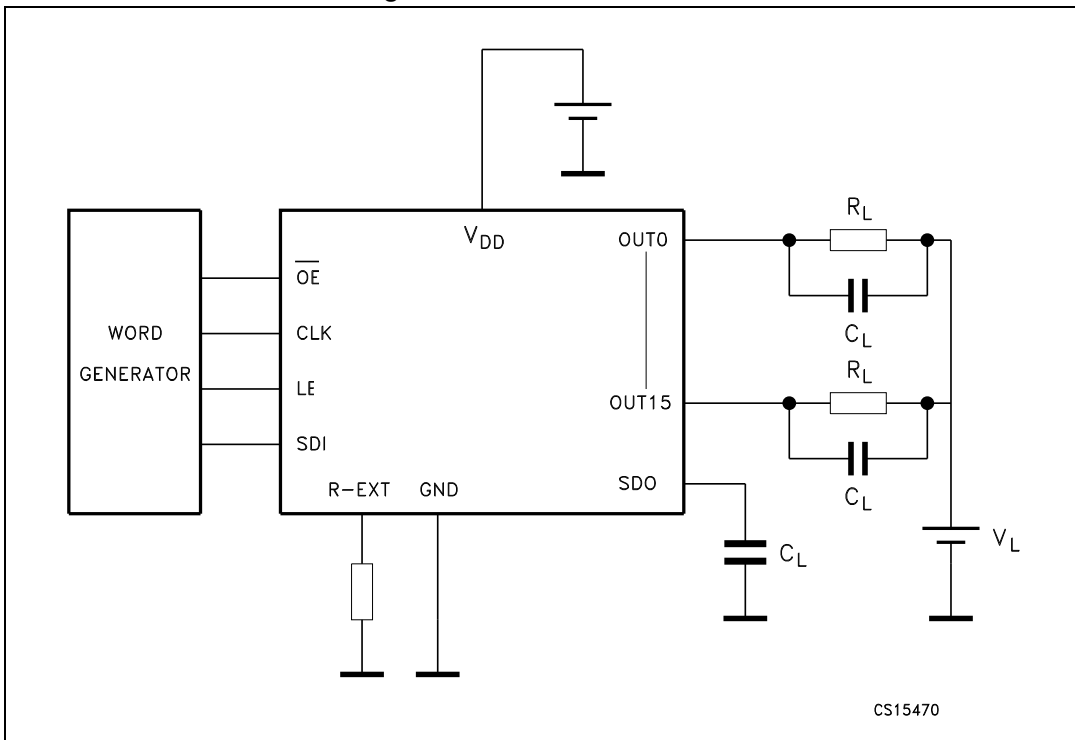 g
V_DD
OUT0
R_L
OE
C_L
WORD
GENERATOR
CLK
R_L
LE
OUT15
SDI
C_L
R-EXT
GND
SDO
C_L
V_L
CS15470